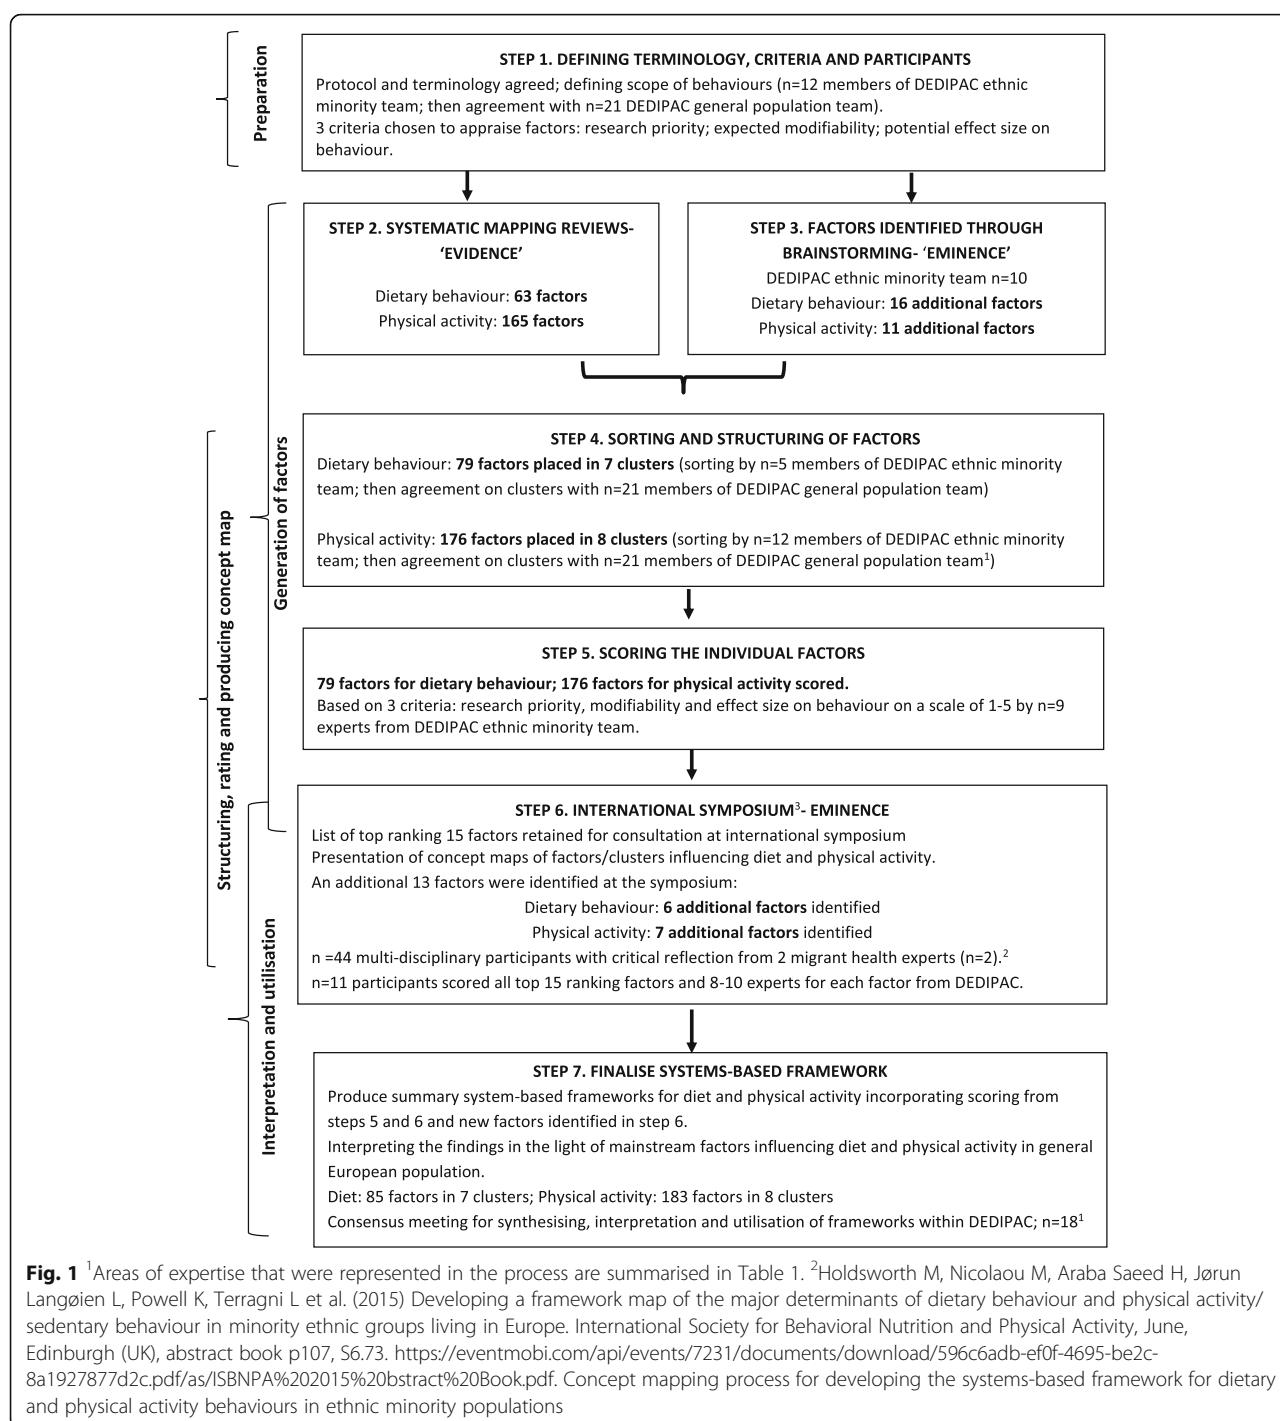 Preparation
STEP 1. DEFINING TERMINOLOGY, CRITERIA AND PARTICIPANTS
Protocol and terminology agreed; defining scope of behaviours (n=12 members of DEDIPAC ethnic
minority team; then agreement with n=21 DEDIPAC general population team).
3 criteria chosen to appraise factors: research priority; expected modifiability; potential effect size on
behaviour.
Generation of factors
STEP 2. SYSTEMATIC MAPPING REVIEWS-
‘EVIDENCE’
Dietary behaviour: 63 factors
Physical activity: 165 factors
STEP 3. FACTORS IDENTIFIED THROUGH
BRAINSTORMING- ‘EMINENCE’
DEDIPAC ethnic minority team n=10
Dietary behaviour: 16 additional factors
Physical activity: 11 additional factors
Structuring, rating and producing concept map
STEP 4. SORTING AND STRUCTURING OF FACTORS
Dietary behaviour: 79 factors placed in 7 clusters (sorting by n=5 members of DEDIPAC ethnic minority
team; then agreement on clusters with n=21 members of DEDIPAC general population team)
Physical activity: 176 factors placed in 8 clusters (sorting by n=12 members of DEDIPAC ethnic minority
team; then agreement on clusters with n=21 members of DEDIPAC general population team¹)
STEP 5. SCORING THE INDIVIDUAL FACTORS
79 factors for dietary behaviour; 176 factors for physical activity scored.
Based on 3 criteria: research priority, modifiability and effect size on behaviour on a scale of 1-5 by n=9
experts from DEDIPAC ethnic minority team.
Interpretation and utilisation
STEP 6. INTERNATIONAL SYMPOSIUM³- EMINENCE
List of top ranking 15 factors retained for consultation at international symposium
Presentation of concept maps of factors/clusters influencing diet and physical activity.
An additional 13 factors were identified at the symposium:
Dietary behaviour: 6 additional factors identified
Physical activity: 7 additional factors identified
n =44 multi-disciplinary participants with critical reflection from 2 migrant health experts (n=2).²
n=11 participants scored all top 15 ranking factors and 8-10 experts for each factor from DEDIPAC.
STEP 7. FINALISE SYSTEMS-BASED FRAMEWORK
Produce summary system-based frameworks for diet and physical activity incorporating scoring from
steps 5 and 6 and new factors identified in step 6.
Interpreting the findings in the light of mainstream factors influencing diet and physical activity in general
European population.
Diet: 85 factors in 7 clusters; Physical activity: 183 factors in 8 clusters
Consensus meeting for synthesising, interpretation and utilisation of frameworks within DEDIPAC; n=18¹
Fig. 1 ¹Areas of expertise that were represented in the process are summarised in Table 1. ²Holdsworth M, Nicolaou M, Araba Saeed H, Jørun
Langøien L, Powell K, Terragni L et al. (2015) Developing a framework map of the major determinants of dietary behaviour and physical activity/
sedentary behaviour in minority ethnic groups living in Europe. International Society for Behavioral Nutrition and Physical Activity, June,
Edinburgh (UK), abstract book p107, S6.73. https://eventmobi.com/api/events/7231/documents/download/596c6adb-ef0f-4695-be2c-
8a1927877d2c.pdf/as/ISBNPA%202015%20bstract%20Book.pdf. Concept mapping process for developing the systems-based framework for dietary
and physical activity behaviours in ethnic minority populations